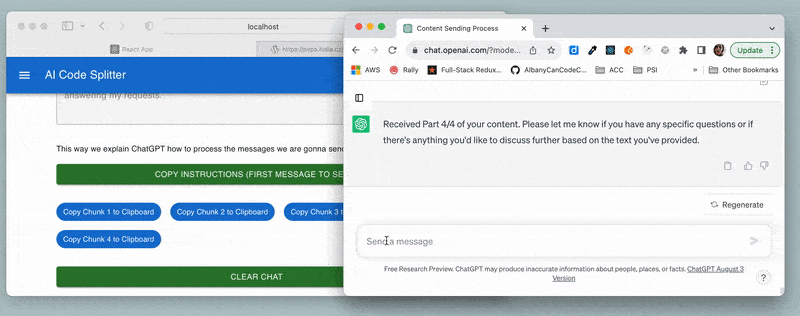 localhost
React App
https://pepa.holla.cz
AI Code Splitter
answering my requests.
This way we explain ChatGPT how to process the messages we are gonna send
COPY INSTRUCTIONS (FIRST MESSAGE TO SE
Copy Chunk 1 to Clipboard
Copy Chunk 2 to Clipboard
Copy Chunk 3 t
Copy Chunk 4 to Clipboard
CLEAR CHAT
Content Sending Process
chat.openai.com/?mode...
Update
AWS
Rally
Full-Stack Redux...
AlbanyCanCodeC...
ACC
PSI
»
Other Bookmarks
Received Part 4/4 of your content. Please let me know if you have any specific questions or if
there's anything you'd like to discuss further based on the text you've provided.
Regenerate
Send a message
Free Research Preview. ChatGPT may produce inaccurate information about people, places, or facts. ChatGPT August 3
Version
?